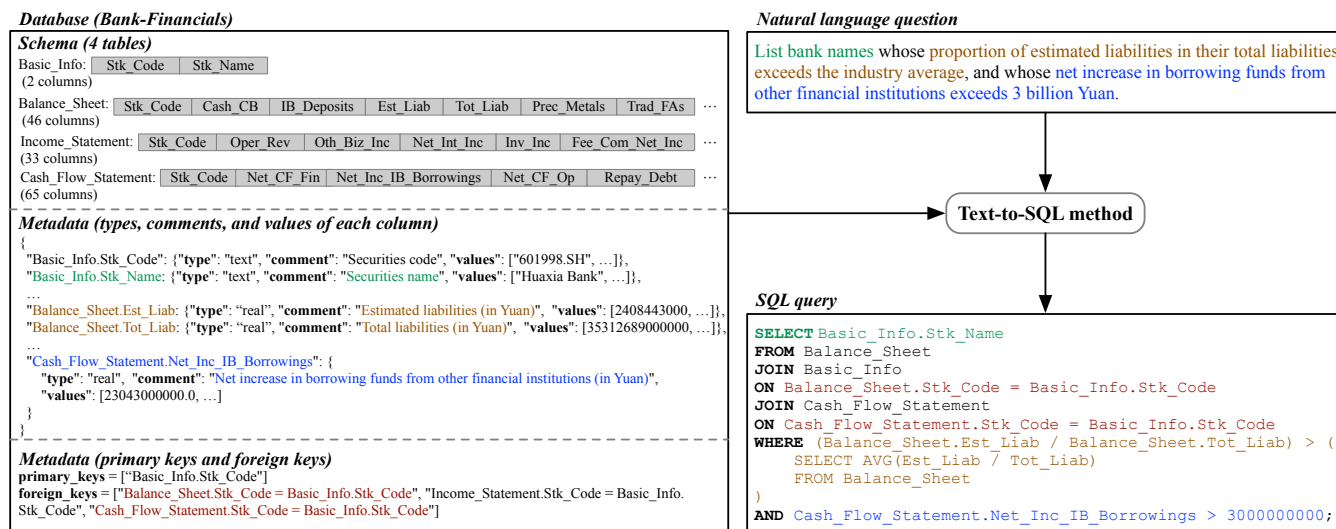 Database (Bank-Financials)
Schema (4 tables)
Basic_Info: Stk_Code Stk_Name
(2 columns)
Balance_Sheet: Stk_Code Cash_CB IB_Deposits Est_Liab Tot_Liab Prec_Metals Trad_FAs ...
(46 columns)
Income_Statement: Stk_Code Oper_Rev Oth_Biz_Inc Net_Int_Inc Inv_Inc Fee_Com_Net_Inc ...
(33 columns)
Cash_Flow_Statement: Stk_Code Net_CF_Fin Net_Inc_IB_Borrowings Net_CF_Op Repay_Debt ...
(65 columns)
Metadata (types, comments, and values of each column)
{
"Basic_Info.Stk_Code": {"type": "text", "comment": "Securities code", "values": ["601998.SH", …]},
"Basic_Info.Stk_Name: {"type": "text", "comment": "Securities name", "values": ["Huaxia Bank", …]},
…
"Balance_Sheet.Est_Liab: {"type": “real”, "comment": "Estimated liabilities (in Yuan)", "values": [2408443000, …]},
"Balance_Sheet.Tot_Liab: {"type": “real”, "comment": "Total liabilities (in Yuan)", "values": [35312689000000, …]},
…
"Cash_Flow_Statement.Net_Inc_IB_Borrowings": {
"type": "real", "comment": "Net increase in borrowing funds from other financial institutions (in Yuan)",
"values": [23043000000.0, …]
}
}
Metadata (primary keys and foreign keys)
primary_keys = [“Basic_Info.Stk_Code"]
foreign_keys = ["Balance_Sheet.Stk_Code = Basic_Info.Stk_Code", "Income_Statement.Stk_Code = Basic_Info.
Stk_Code", "Cash_Flow_Statement.Stk_Code = Basic_Info.Stk_Code"]
Natural language question
List bank names whose proportion of estimated liabilities in their total liabilities
exceeds the industry average, and whose net increase in borrowing funds from
other financial institutions exceeds 3 billion Yuan.
Text-to-SQL method
SQL query
SELECT Basic_Info.Stk_Name
FROM Balance_Sheet
JOIN Basic_Info
ON Balance_Sheet.Stk_Code = Basic_Info.Stk_Code
JOIN Cash_Flow_Statement
ON Cash_Flow_Statement.Stk_Code = Basic_Info.Stk_Code
WHERE (Balance_Sheet.Est_Liab / Balance_Sheet.Tot_Liab) > (
SELECT AVG(Est_Liab / Tot_Liab)
FROM Balance_Sheet
)
AND Cash_Flow_Statement.Net_Inc_IB_Borrowings > 3000000000;